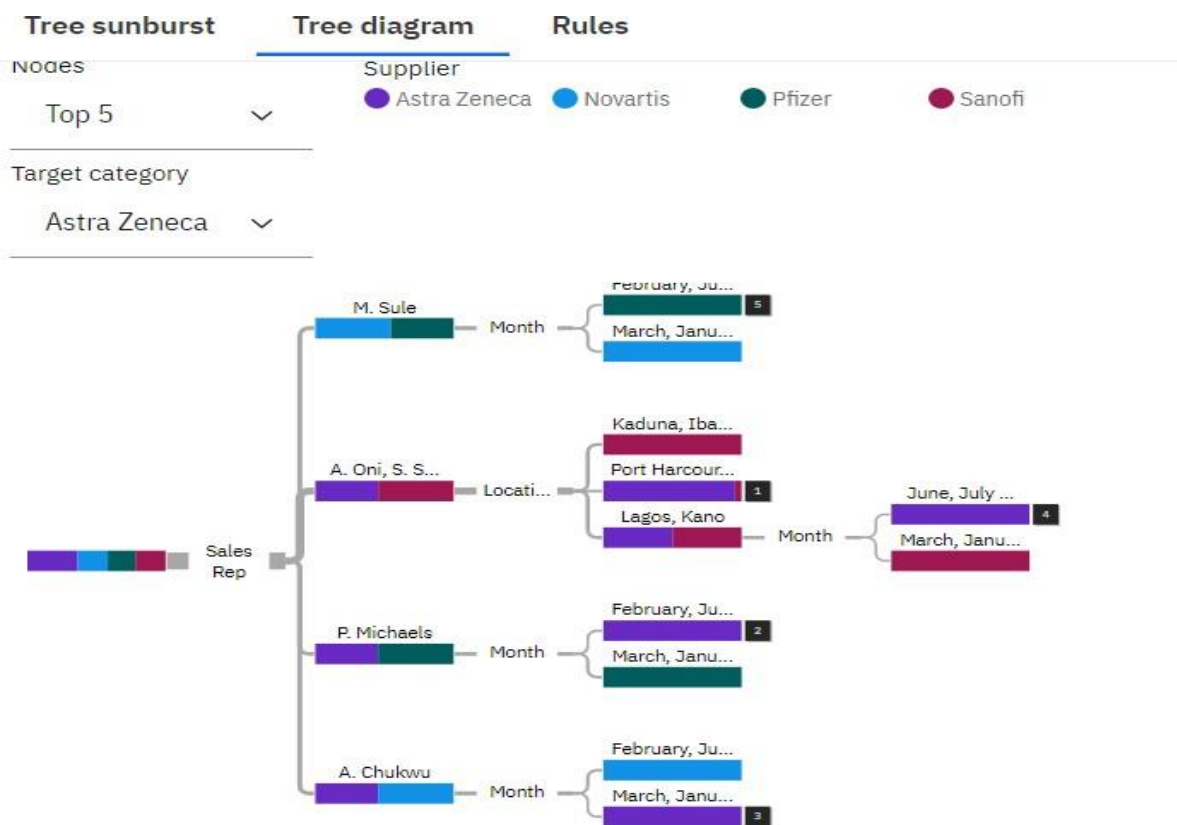 Tree sunburst Tree diagram Rules
Nodes
Supplier
Top 5
Astra Zeneca Novartis Pfizer Sanofi
Target category
Astra Zeneca
February, Ju...
5
M. Sule
Month
March, Janu...
Kaduna, Iba...
A. Oni, S. S...
Locati...
Port Harcour...
1
Lagos, Kano
Month
June, July ...
4
March, Janu...
Sales
Rep
February, Ju...
2
P. Michaels
Month
March, Janu...
February, Ju...
A. Chukwu
Month
March, Janu...
3